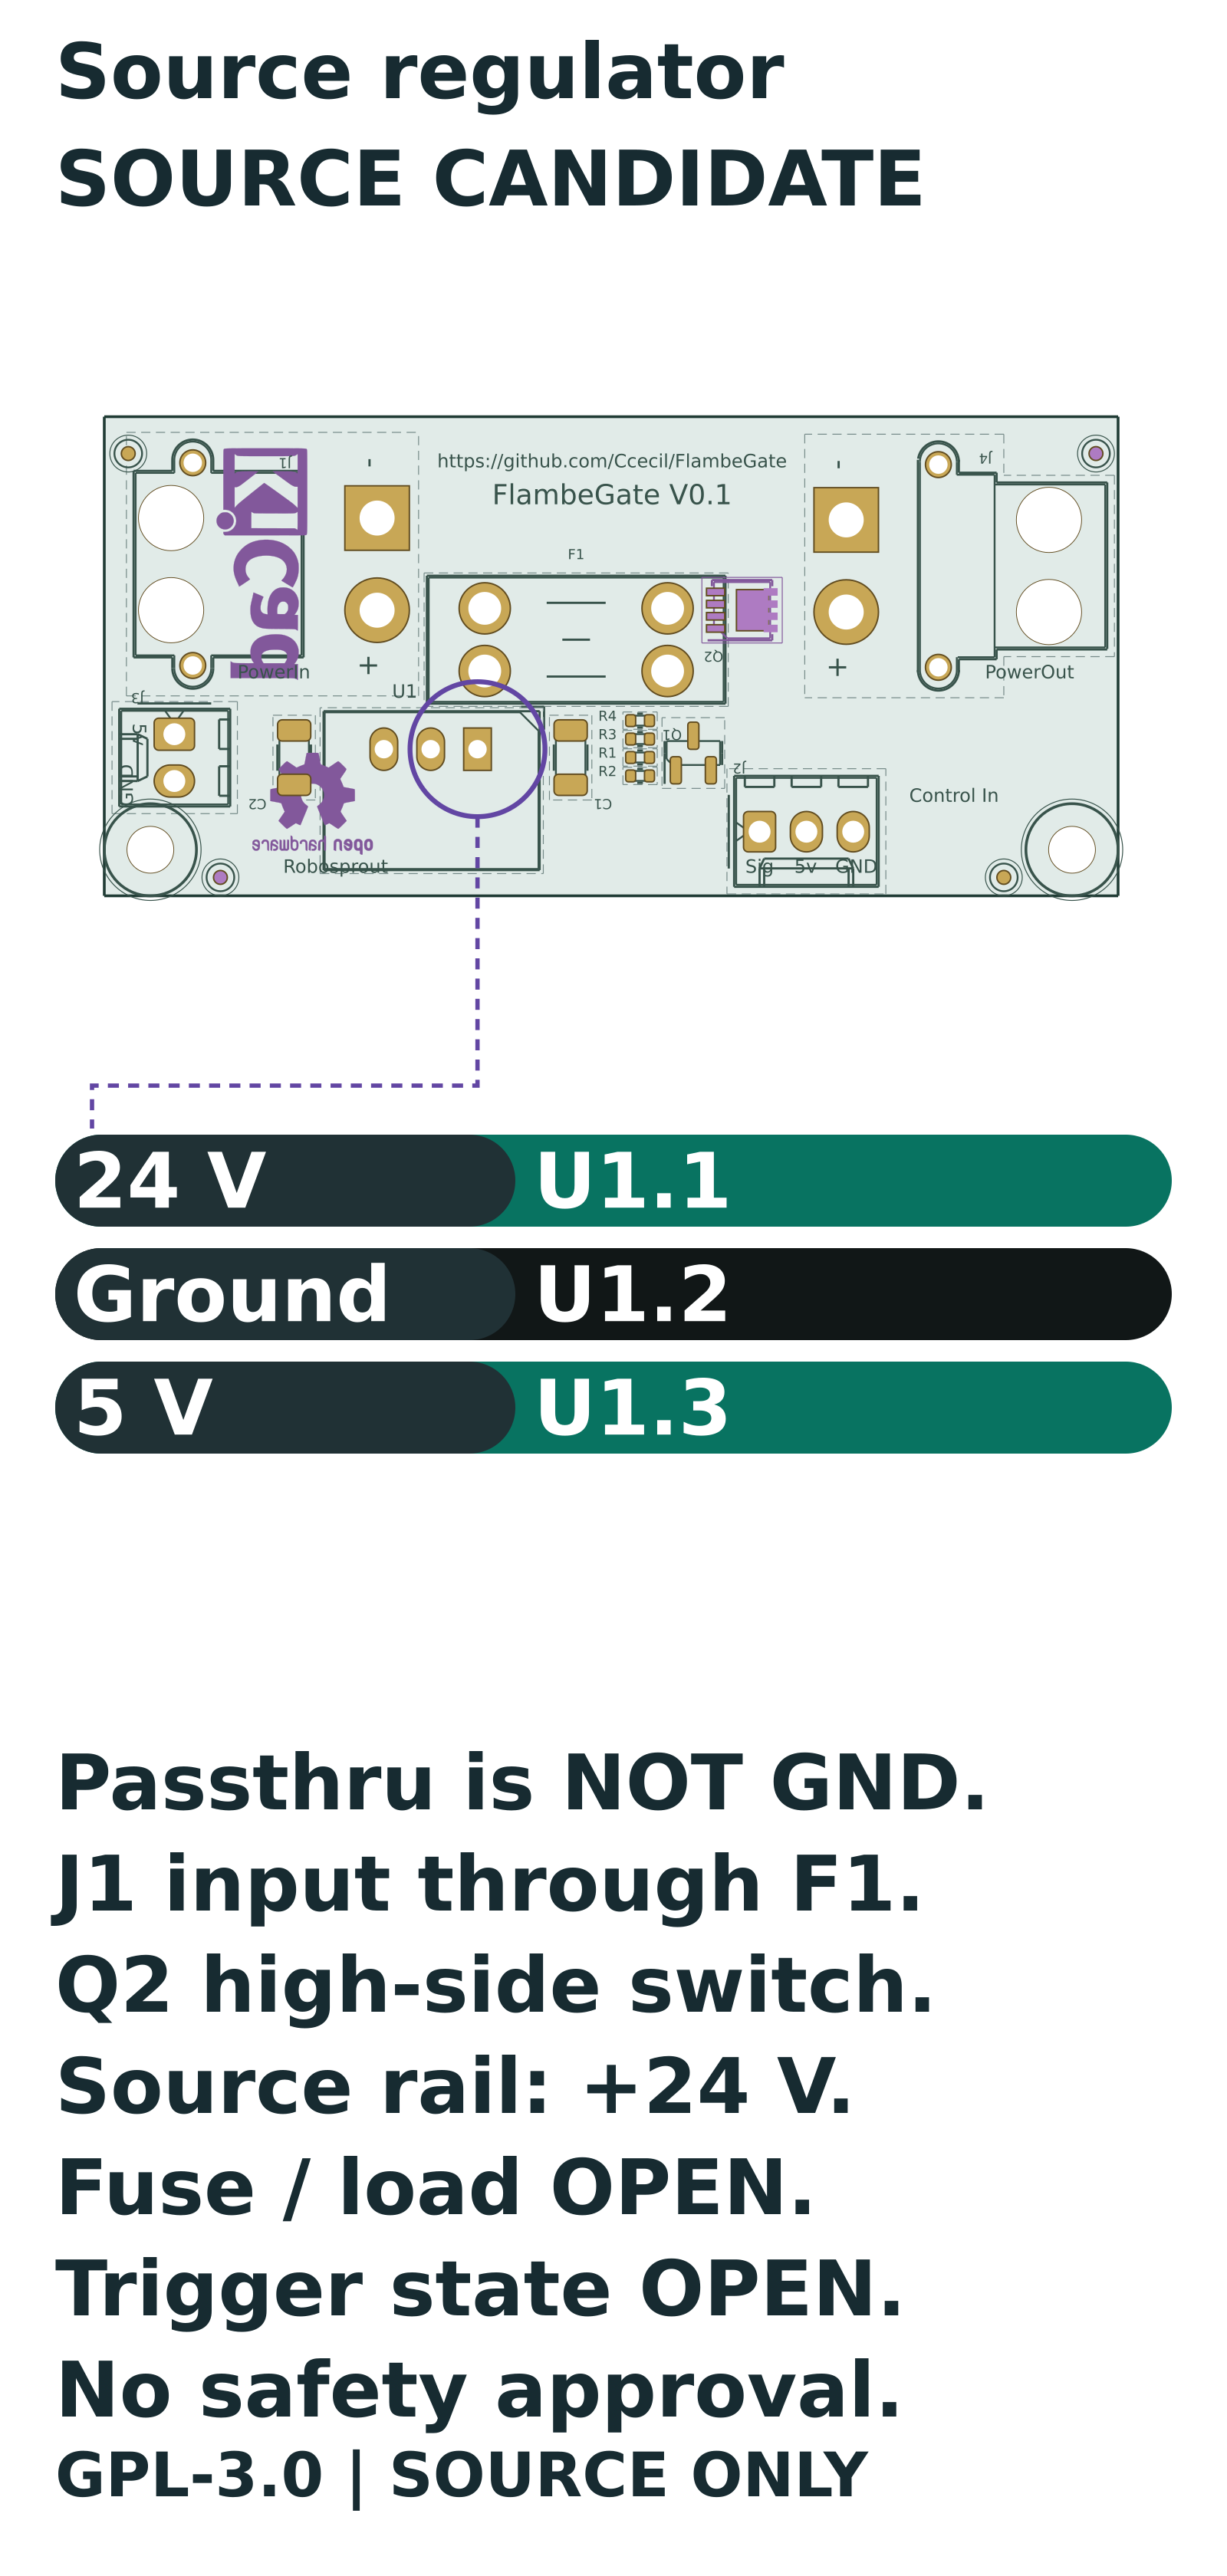 Source regulator
SOURCE CANDIDATE
KiCad
J1
-
https://github.com/Ccecil/FlambeGate
FlambeGate V0.1
F1
-
J4
Q2
PowerIn
+
U1
+
PowerOut
J3
5v
GND
R4
R3
R1
R2
Q1
J2
C2
C1
Control In
open hardware
Robosprout
Sig 5v GND
24 V U1.1
Ground U1.2
5 V U1.3
Passthru is NOT GND.
J1 input through F1.
Q2 high-side switch.
Source rail: +24 V.
Fuse / load OPEN.
Trigger state OPEN.
No safety approval.
GPL-3.0 | SOURCE ONLY